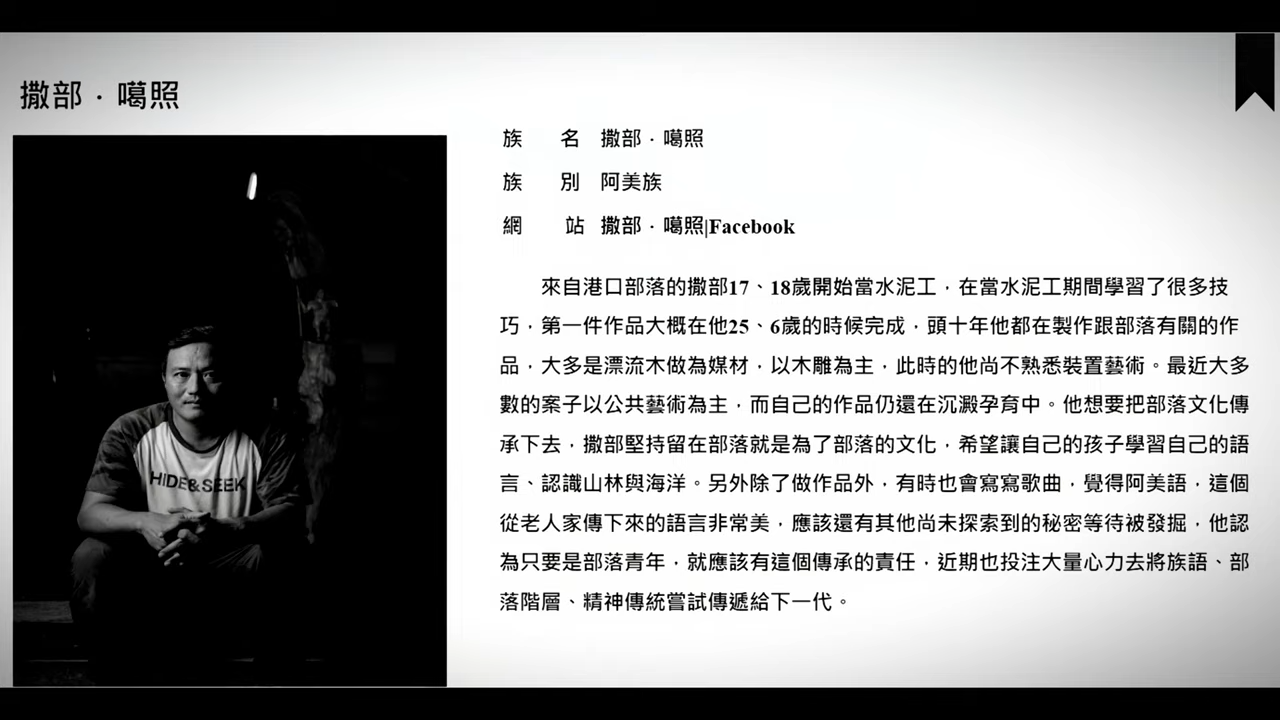 撒部．噶照
族　　名　撒部．噶照
族　　別　阿美族
網　　站　撒部．噶照|Facebook
來自港口部落的撒部17、18歲開始當水泥工，在當水泥工期間學習了很多技
巧，第一件作品大概在他25、6歲的時候完成，頭十年他都在製作跟部落有關的作
品，大多是漂流木做為媒材，以木雕為主，此時的他尚不熟悉裝置藝術。最近大多
數的案子以公共藝術為主，而自己的作品仍還在沉澱孕育中。他想要把部落文化傳
承下去，撒部堅持留在部落就是為了部落的文化，希望讓自己的孩子學習自己的語
言、認識山林與海洋。另外除了做作品外，有時也會寫寫歌曲，覺得阿美語，這個
從老人家傳下來的語言非常美，應該還有其他尚未探索到的秘密等待被發掘，他認
為只要是部落青年，就應該有這個傳承的責任，近期也投注大量心力去將族語、部
落階層、精神傳統嘗試傳遞給下一代。
HIDE & SEEK